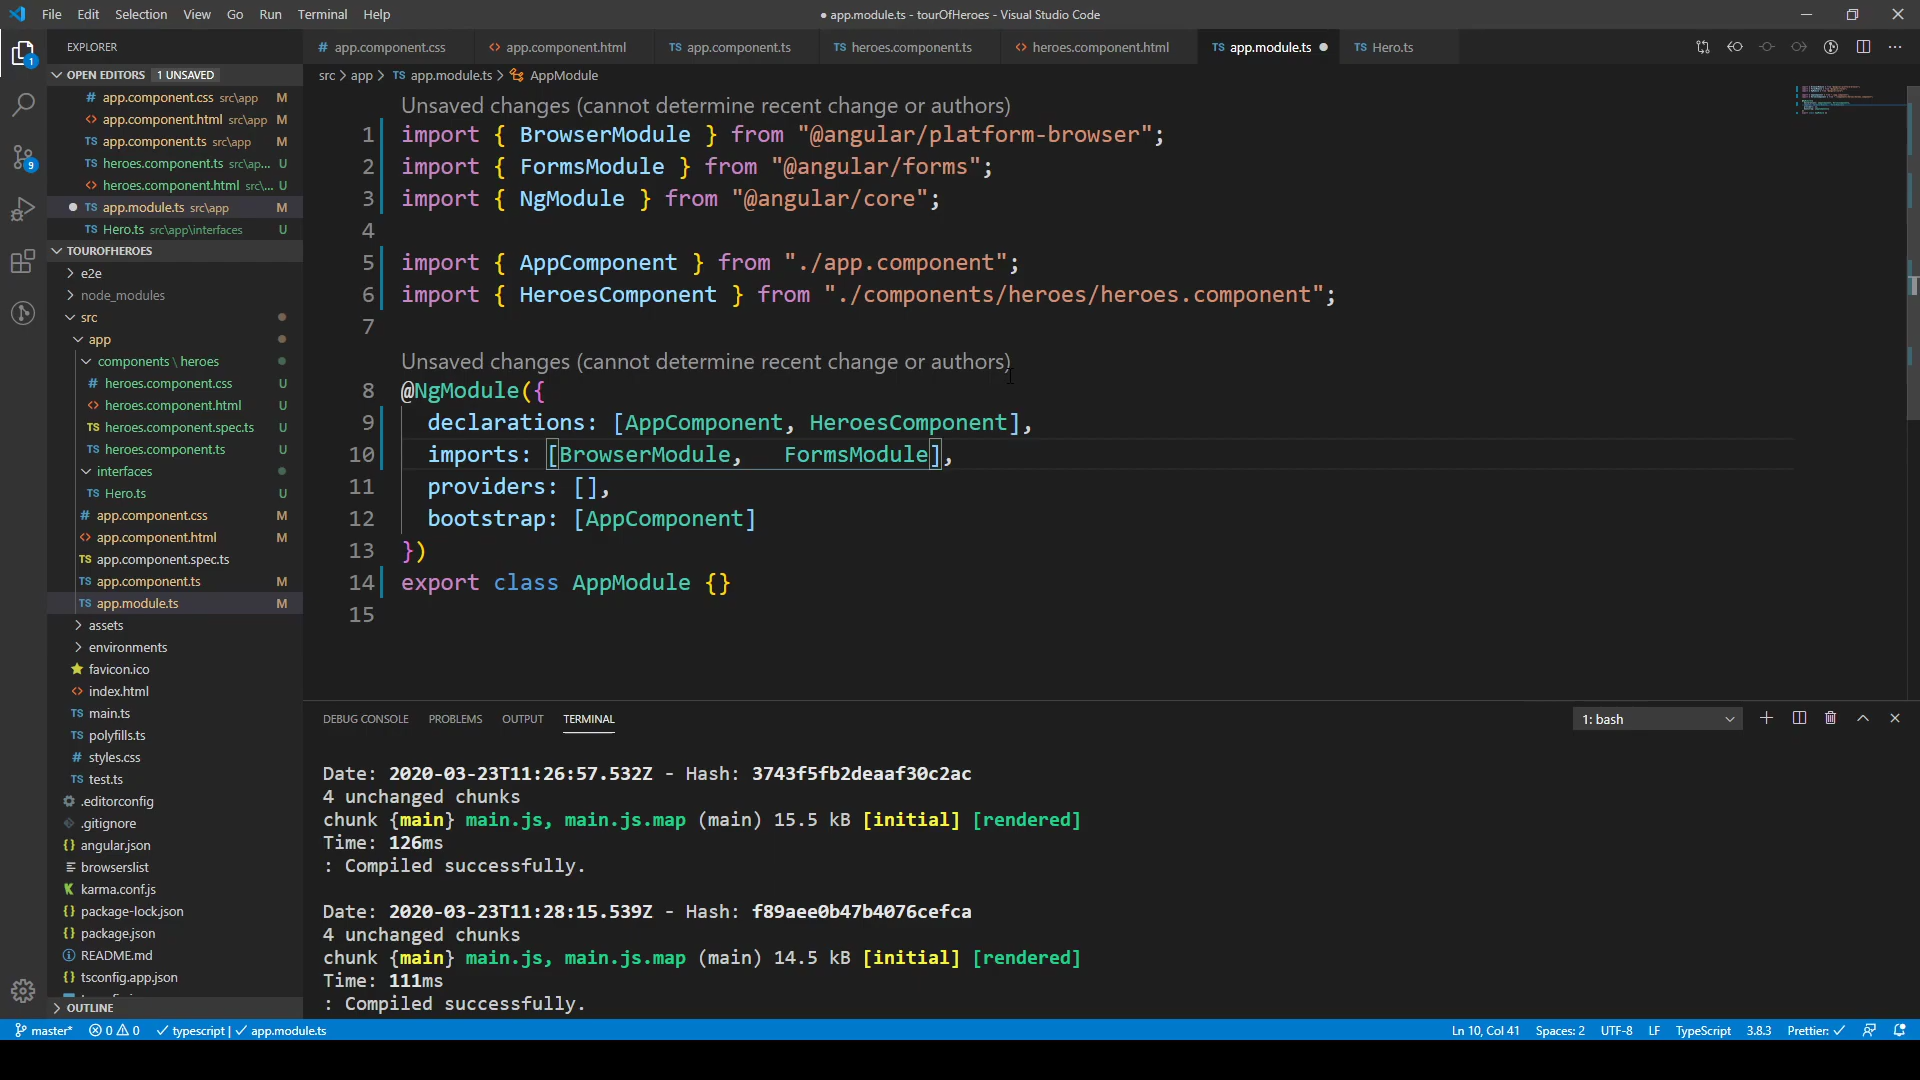 File Edit Selection View Go Run Terminal Help
● app.module.ts - tourOfHeroes - Visual Studio Code
EXPLORER
# app.component.css <> app.component.html TS app.component.ts TS heroes.component.ts <> heroes.component.html TS app.module.ts ● TS Hero.ts
OPEN EDITORS 1 UNSAVED
# app.component.css src\app M
<> app.component.html src\app M
TS app.component.ts src\app M
TS heroes.component.ts src\ap... U
<> heroes.component.html src\... U
● TS app.module.ts src\app M
TS Hero.ts src\app\interfaces U
TOUROFHEROES
> e2e
> node_modules
src
app
components \ heroes
# heroes.component.css U
<> heroes.component.html U
TS heroes.component.spec.ts U
TS heroes.component.ts U
interfaces
TS Hero.ts U
# app.component.css M
<> app.component.html M
TS app.component.spec.ts
TS app.component.ts M
TS app.module.ts M
> assets
> environments
favicon.ico
<> index.html
TS main.ts
TS polyfills.ts
# styles.css
TS test.ts
.editorconfig
.gitignore
{} angular.json
browserslist
karma.conf.js
{} package-lock.json
{} package.json
README.md
{} tsconfig.app.json
> OUTLINE
1
9
src > app > TS app.module.ts > AppModule
Unsaved changes (cannot determine recent change or authors)
1 import { BrowserModule } from "@angular/platform-browser";
2 import { FormsModule } from "@angular/forms";
3 import { NgModule } from "@angular/core";
4
5 import { AppComponent } from "./app.component";
6 import { HeroesComponent } from "./components/heroes/heroes.component";
7
Unsaved changes (cannot determine recent change or authors)
8 @NgModule({
9 declarations: [AppComponent, HeroesComponent],
10 imports: [BrowserModule,   FormsModule],
11 providers: [],
12 bootstrap: [AppComponent]
13 })
14 export class AppModule {}
15
DEBUG CONSOLE PROBLEMS OUTPUT TERMINAL 1: bash
Date: 2020-03-23T11:26:57.532Z - Hash: 3743f5fb2deaaf30c2ac
4 unchanged chunks
chunk {main} main.js, main.js.map (main) 15.5 kB [initial] [rendered]
Time: 126ms
: Compiled successfully.
Date: 2020-03-23T11:28:15.539Z - Hash: f89aee0b47b4076cefca
4 unchanged chunks
chunk {main} main.js, main.js.map (main) 14.5 kB [initial] [rendered]
Time: 111ms
: Compiled successfully.
master* 0 0 typescript | app.module.ts Ln 10, Col 41 Spaces: 2 UTF-8 LF TypeScript 3.8.3 Prettier: ✓